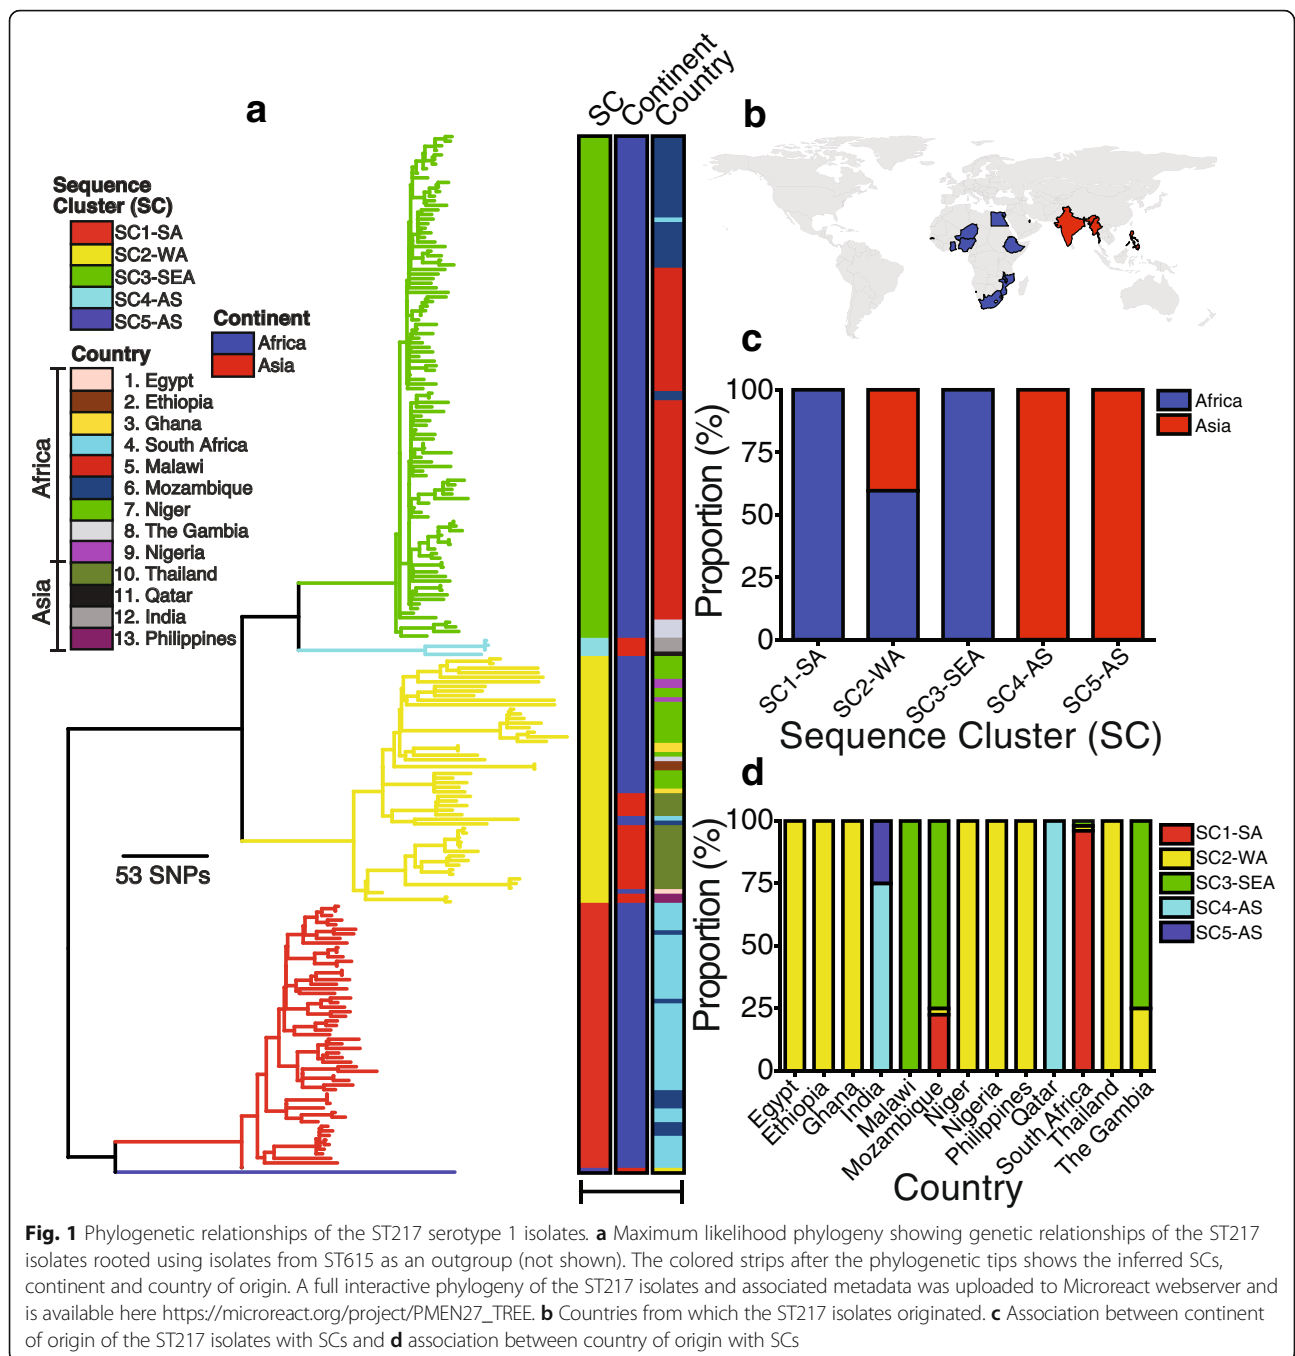 a
SC
Continent
Country
Sequence
Cluster (SC)
SC1-SA
SC2-WA
SC3-SEA
SC4-AS
SC5-AS
Continent
Africa
Asia
Country
Africa
Asia
1. Egypt
2. Ethiopia
3. Ghana
4. South Africa
5. Malawi
6. Mozambique
7. Niger
8. The Gambia
9. Nigeria
10. Thailand
11. Qatar
12. India
13. Philippines
53 SNPs
b
c
Proportion (%)
100
75
50
25
0
SC1-SA
SC2-WA
SC3-SEA
SC4-AS
SC5-AS
Sequence Cluster (SC)
Africa
Asia
d
Proportion (%)
100
75
50
25
0
Egypt
Ethiopia
Ghana
India
Malawi
Mozambique
Niger
Nigeria
Philippines
Qatar
South Africa
Thailand
The Gambia
Country
SC1-SA
SC2-WA
SC3-SEA
SC4-AS
SC5-AS
Fig. 1 Phylogenetic relationships of the ST217 serotype 1 isolates. a Maximum likelihood phylogeny showing genetic relationships of the ST217
isolates rooted using isolates from ST615 as an outgroup (not shown). The colored strips after the phylogenetic tips shows the inferred SCs,
continent and country of origin. A full interactive phylogeny of the ST217 isolates and associated metadata was uploaded to Microreact webserver and
is available here https://microreact.org/project/PMEN27_TREE. b Countries from which the ST217 isolates originated. c Association between continent
of origin of the ST217 isolates with SCs and d association between country of origin with SCs